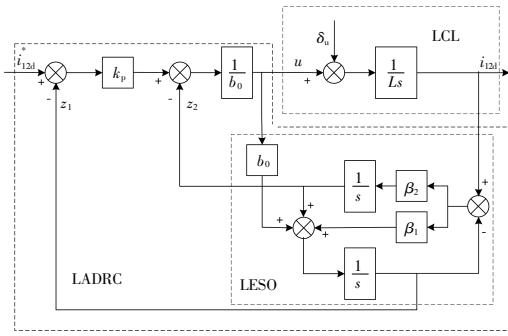 δᵤ
LCL
i*₁₂d
+
-
z₁
kₚ
+
-
z₂
1/b₀
u
+
1/Ls
i₁₂d
b₀
1/s
β₂
+
-
+
+
+
β₁
1/s
LADRC
LESO